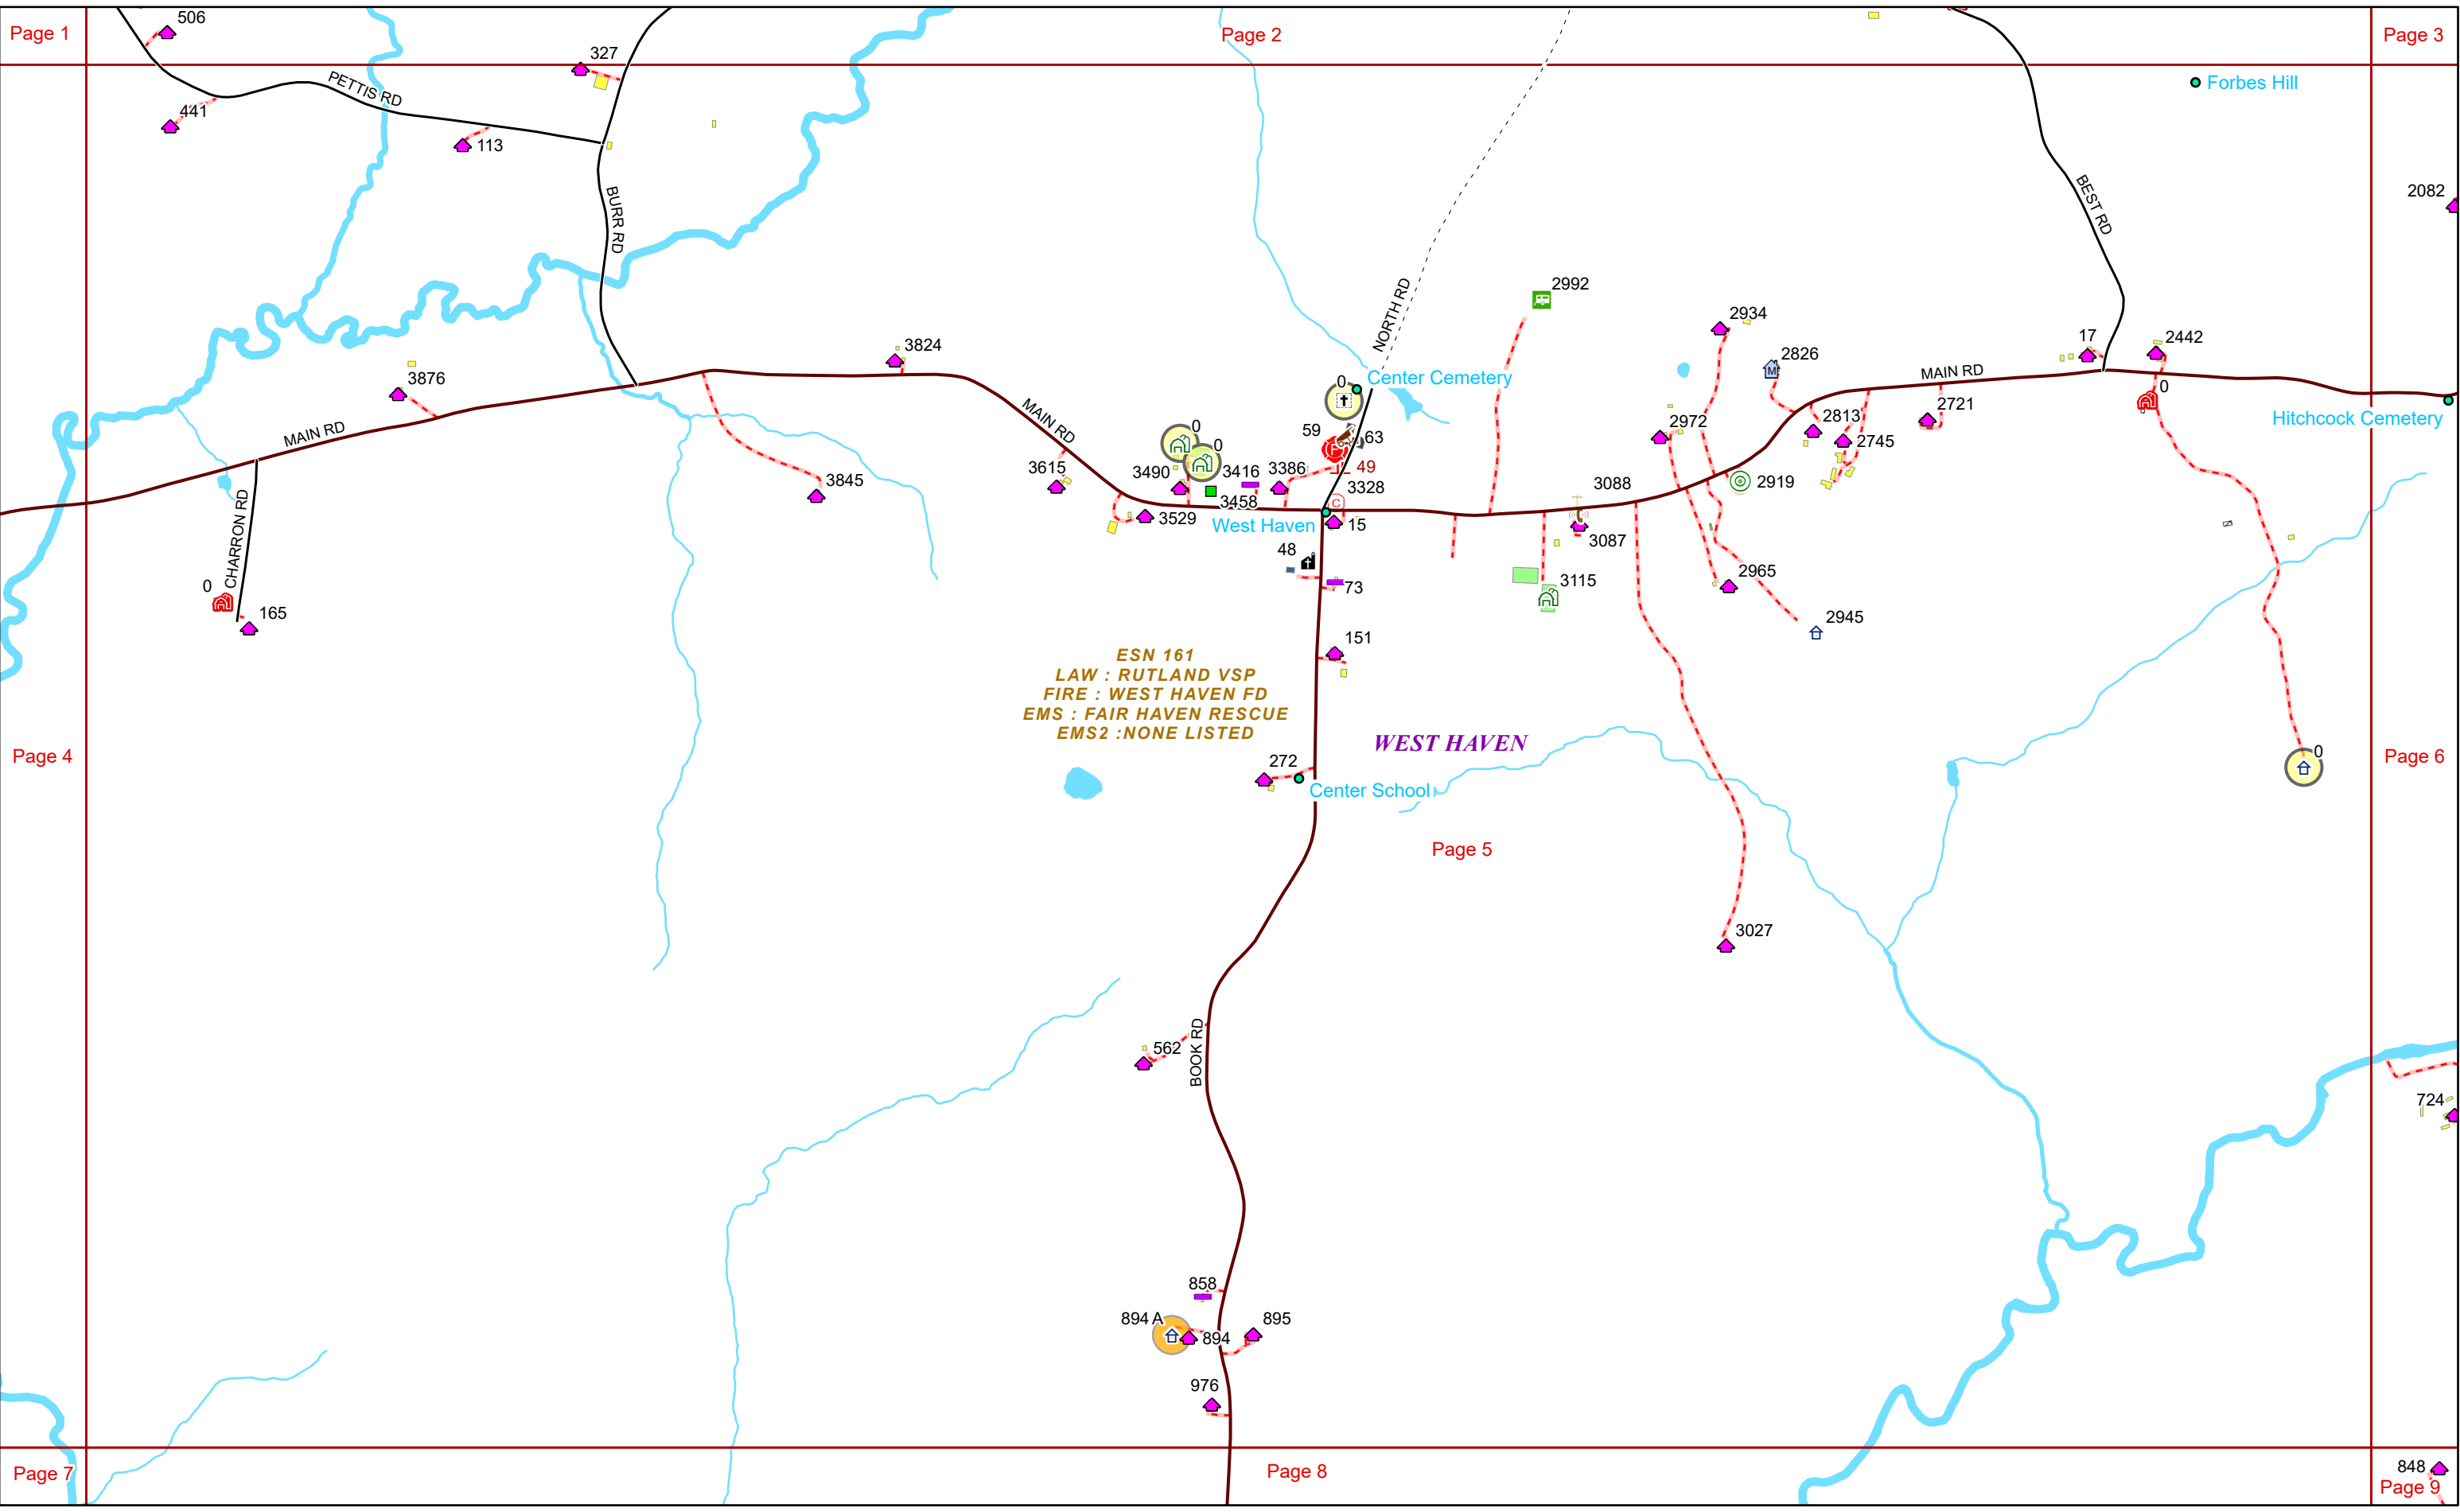 506
Page 1
Page 2
Page 3
327
PETTIS RD
Forbes Hill
441
113
BURR RD
BEST RD
2082
NORTH RD
2992
2934
17
2442
3824
2826
3876
0
Center Cemetery
MAIN RD
0
MAIN RD
2813
2721
Hitchcock Cemetery
MAIN RD
0
0
59
63
2972
2745
3615
3490
3416
3386
49
3845
3328
C
3088
2919
3458
3529
West Haven
15
CHARRON RD
48
3087
M
0
73
3115
2965
165
2945
151
ESN 161
LAW : RUTLAND VSP
FIRE : WEST HAVEN FD
EMS : FAIR HAVEN RESCUE
EMS2 :NONE LISTED
WEST HAVEN
Page 4
272
0
Page 6
Center School
Page 5
3027
BOOK RD
562
724
858
894 A
894
895
976
Page 7
Page 8
848
Page 9